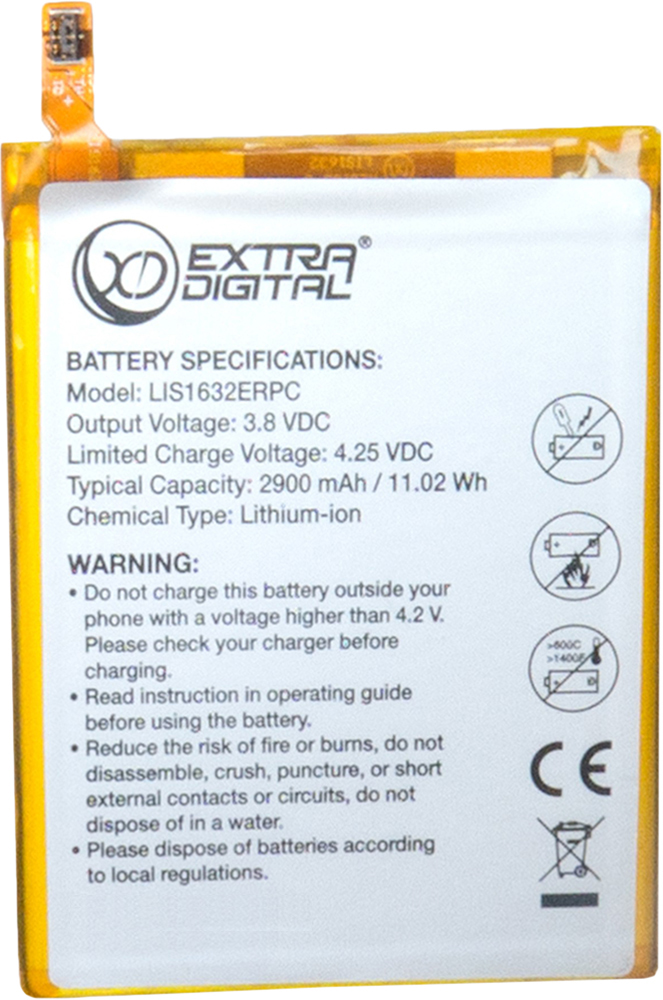 LIS1632
XD EXTRA
DIGITAL®
BATTERY SPECIFICATIONS:
Model: LIS1632ERPC
Output Voltage: 3.8 VDC
Limited Charge Voltage: 4.25 VDC
Typical Capacity: 2900 mAh / 11.02 Wh
Chemical Type: Lithium-ion
WARNING:
• Do not charge this battery outside your
phone with a voltage higher than 4.2 V.
Please check your charger before
charging.
• Read instruction in operating guide
before using the battery.
• Reduce the risk of fire or burns, do not
disassemble, crush, puncture, or short
external contacts or circuits, do not
dispose of in a water.
• Please dispose of batteries according
to local regulations.
>600C
>1400F
CE